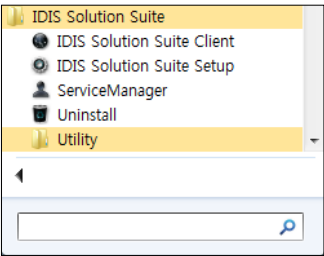 IDIS Solution Suite
IDIS Solution Suite Client
IDIS Solution Suite Setup
ServiceManager
Uninstall
Utility